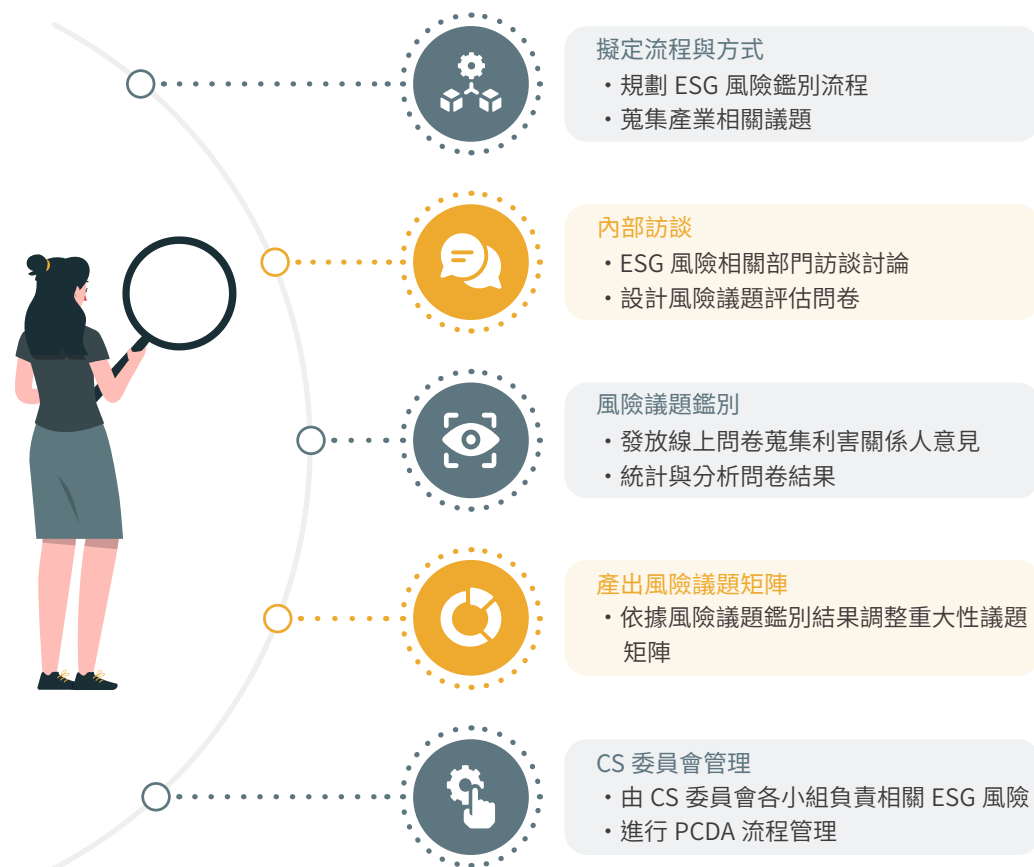 擬定流程與方式
・規劃 ESG 風險鑑別流程
・蒐集產業相關議題
內部訪談
・ESG 風險相關部門訪談討論
・設計風險議題評估問卷
風險議題鑑別
・發放線上問卷蒐集利害關係人意見
・統計與分析問卷結果
產出風險議題矩陣
・依據風險議題鑑別結果調整重大性議題
矩陣
CS 委員會管理
・由 CS 委員會各小組負責相關 ESG 風險
・進行 PCDA 流程管理